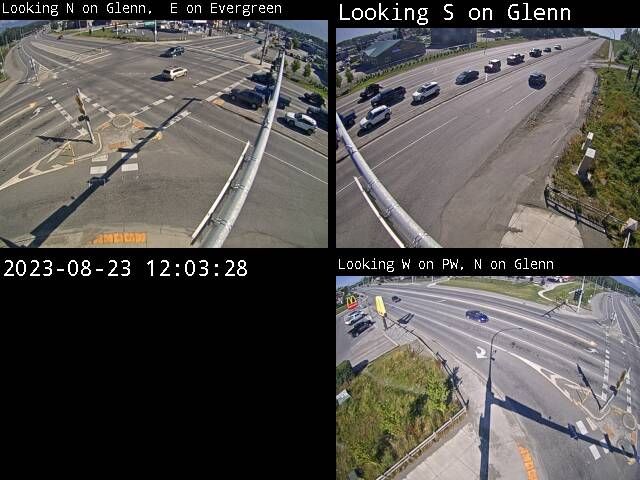 Looking N on Glenn,  E on Evergreen
Looking S on Glenn
2023-08-23 12:03:28
Looking W on PW, N on Glenn